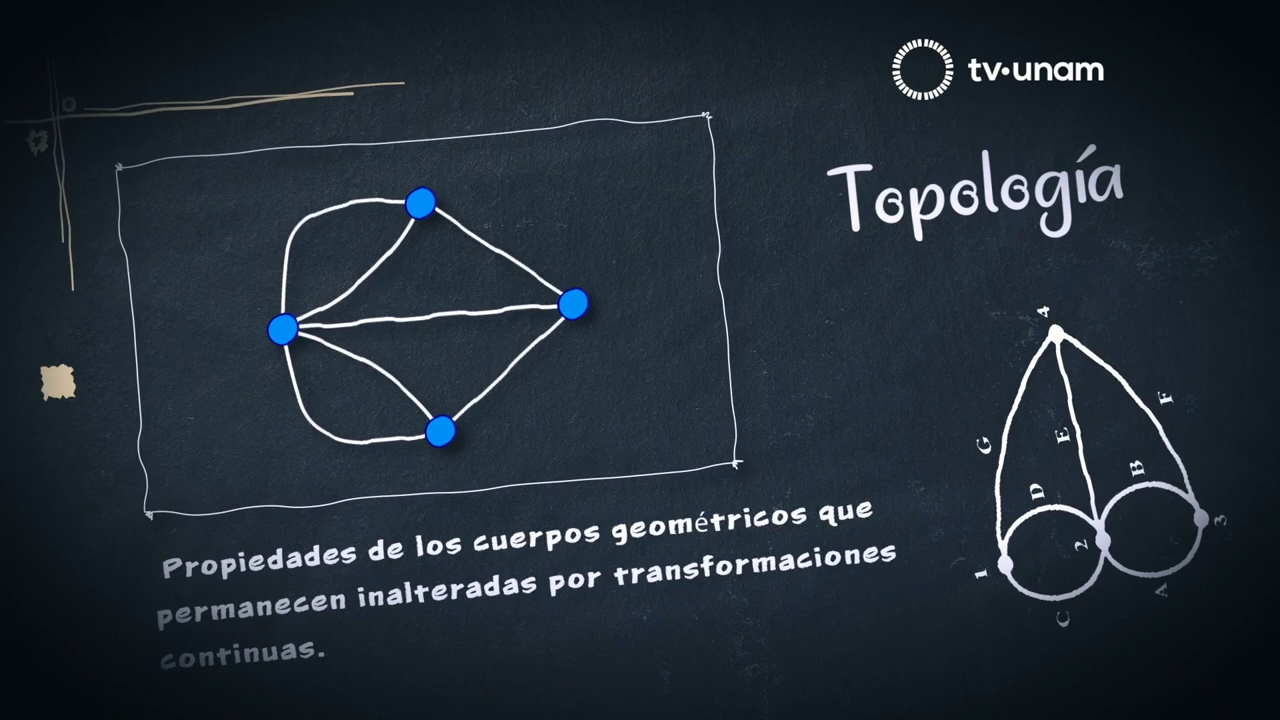 tv·unam
Topología
4
G
E
F
D
B
1
2
3
C
A
Propiedades de los cuerpos geométricos que
permanecen inalteradas por transformaciones
continuas.